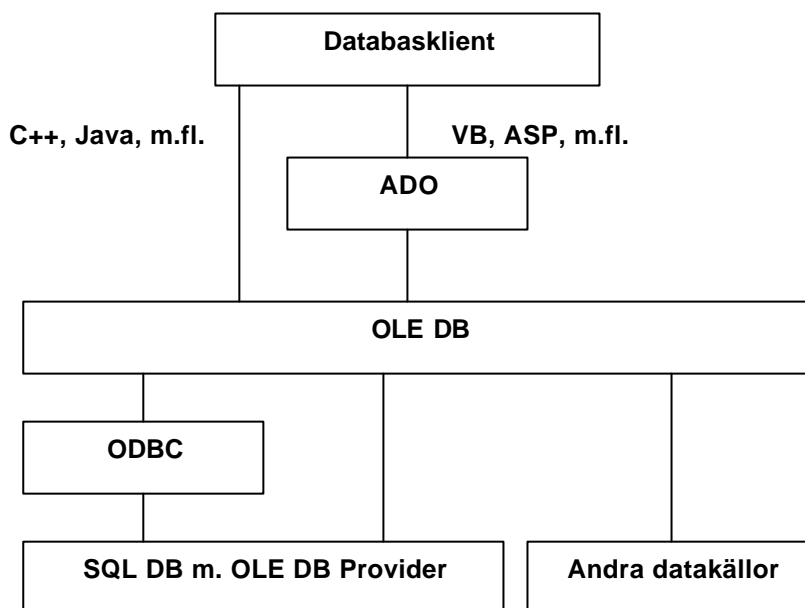 Databasklient
C++, Java, m.fl.
VB, ASP, m.fl.
ADO
OLE DB
ODBC
SQL DB m. OLE DB Provider
Andra datakällor